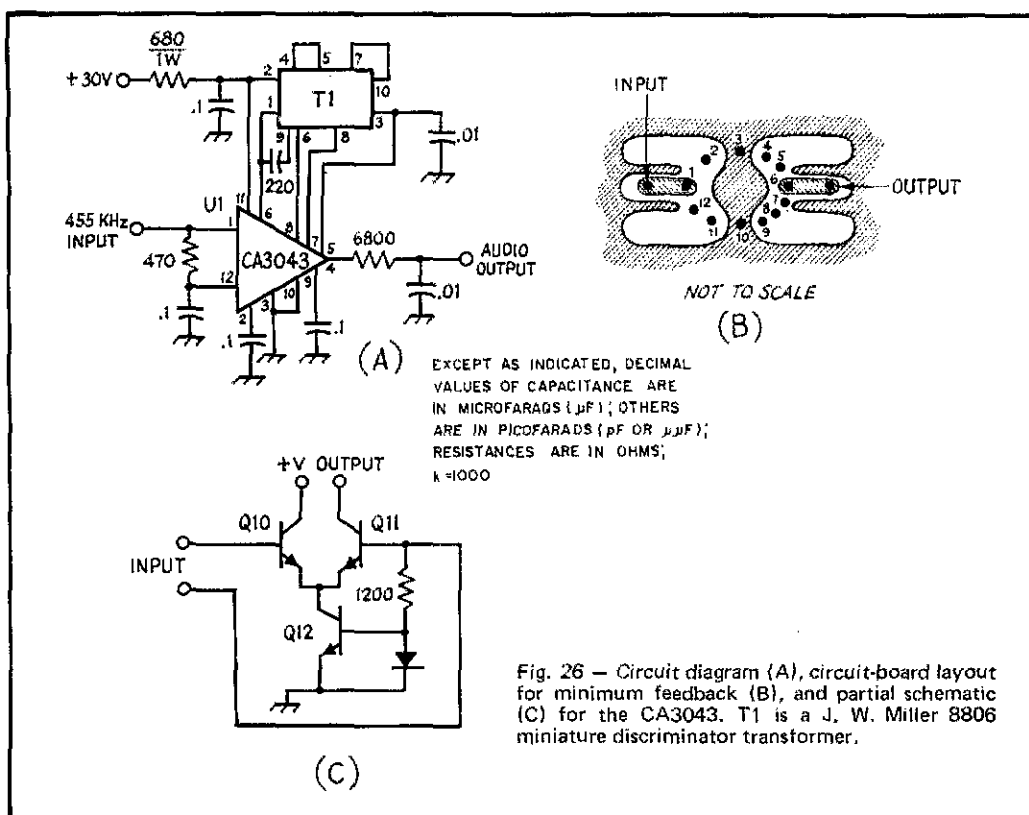 680
1W
+30V
.1
4
5
7
2
10
T1
1
3
9
6
8
.01
220
U1
11
6
8
7
5
455 KHz
INPUT
1
CA3043
4
6800
AUDIO
OUTPUT
470
12
10
9
3
2
.1
.1
.1
.01
(A)
INPUT
3
2
4
5
1
6
OUTPUT
12
7
8
11
10
9
NOT TO SCALE
(B)
EXCEPT AS INDICATED, DECIMAL
VALUES OF CAPACITANCE ARE
IN MICROFARADS (µF); OTHERS
ARE IN PICOFARADS (pF OR µµF);
RESISTANCES ARE IN OHMS;
k =1000
+V OUTPUT
Q10
Q11
INPUT
1200
Q12
(C)
Fig. 26 — Circuit diagram (A), circuit-board layout
for minimum feedback (B), and partial schematic
(C) for the CA3043. T1 is a J. W. Miller 8806
miniature discriminator transformer.